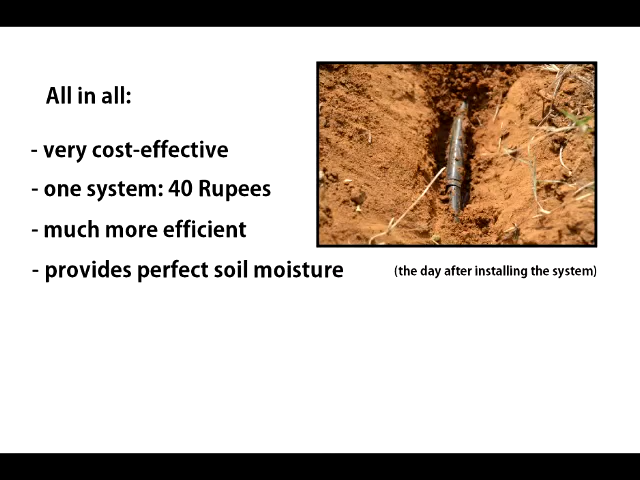 All in all:
- very cost-effective
- one system: 40 Rupees
- much more efficient
- provides perfect soil moisture
(the day after installing the system)